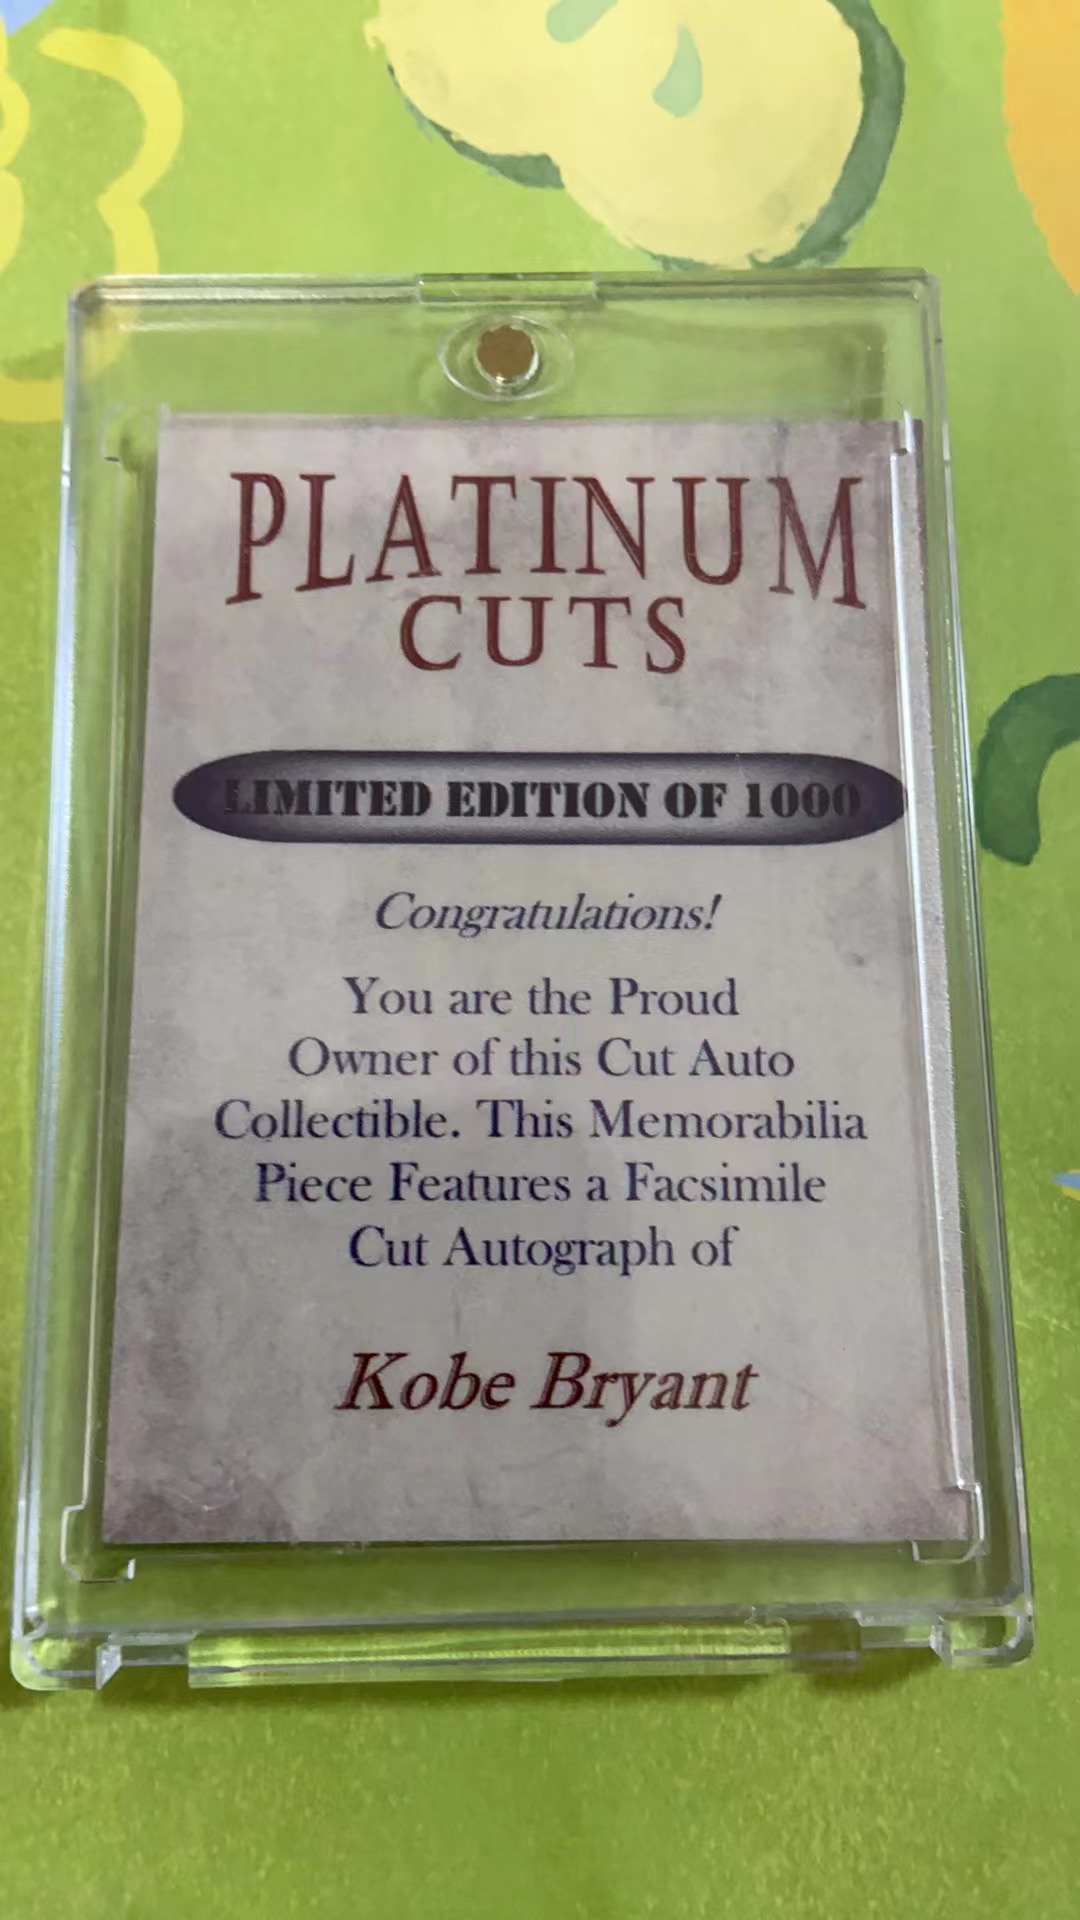 PLATINUM
CUTS
LIMITED EDITION OF 1000
Congratulations!
You are the Proud
Owner of this Cut Auto
Collectible. This Memorabilia
Piece Features a Facsimile
Cut Autograph of
Kobe Bryant
35